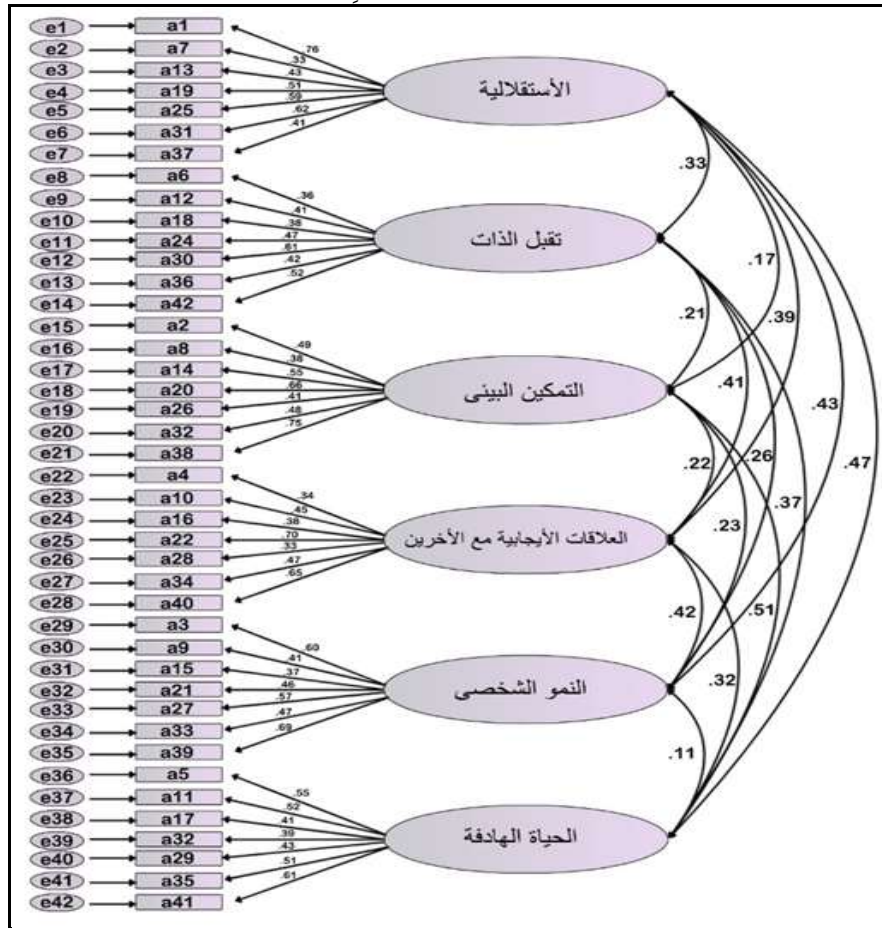 e1 a1 .76
e2 a7 .33
e3 a13 .43
e4 a19 .51
e5 a25 .59
e6 a31 .62
e7 a37 .41
الأستقلالية
e8 a6 .36
e9 a12 .41
e10 a18 .38
e11 a24 .47
e12 a30 .61
e13 a36 .42
e14 a42 .52
تقبل الذات
e15 a2 .49
e16 a8 .38
e17 a14 .55
e18 a20 .66
e19 a26 .41
e20 a32 .48
e21 a38 .75
التمكين البينى
e22 a4 .34
e23 a10 .45
e24 a16 .38
e25 a22 .70
e26 a28 .33
e27 a34 .47
e28 a40 .65
العلاقات الأيجابية مع الأخرين
e29 a3 .60
e30 a9 .41
e31 a15 .37
e32 a21 .46
e33 a27 .57
e34 a33 .47
e35 a39 .69
النمو الشخصى
e36 a5 .55
e37 a11 .52
e38 a17 .41
e39 a32 .39
e40 a29 .43
e41 a35 .51
e42 a41 .61
الحياة الهادفة
.33
.17
.21
.39
.41
.43
.22
.26
.47
.37
.23
.51
.42
.32
.11